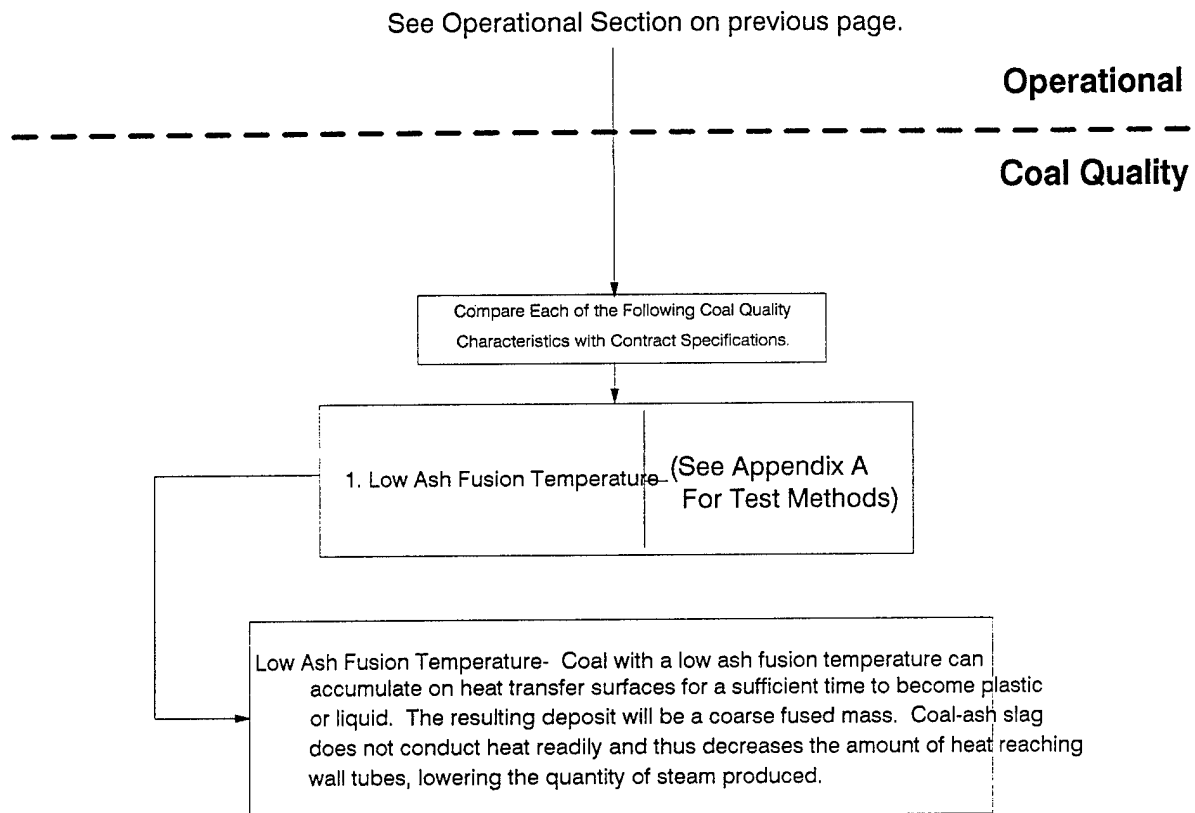 See Operational Section on previous page.
Operational
Coal Quality
Compare Each of the Following Coal Quality
Characteristics with Contract Specifications.
1. Low Ash Fusion Temperature-
(See Appendix A
For Test Methods)
Low Ash Fusion Temperature- Coal with a low ash fusion temperature can
accumulate on heat transfer surfaces for a sufficient time to become plastic
or liquid. The resulting deposit will be a coarse fused mass. Coal-ash slag
does not conduct heat readily and thus decreases the amount of heat reaching
wall tubes, lowering the quantity of steam produced.